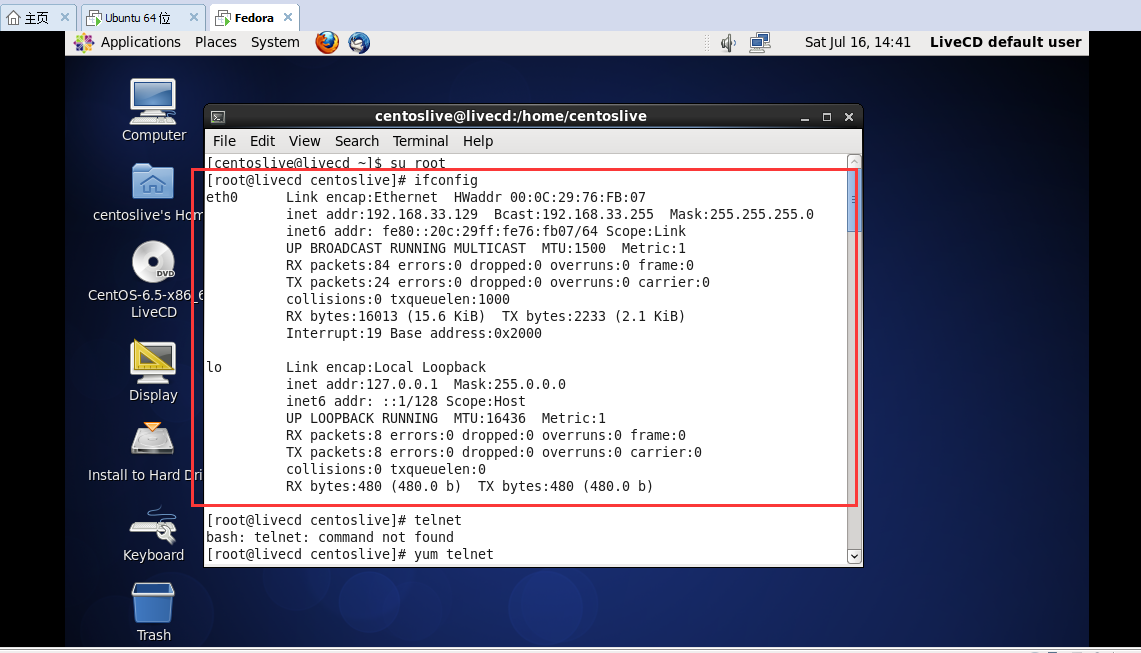 主页 Ubuntu 64 位 Fedora
Applications Places System Sat Jul 16, 14:41 LiveCD default user
Computer
centoslive's Hom
CentOS-6.5-x86_6
LiveCD
Display
Install to Hard Dri
Keyboard
Trash
centoslive@livecd:/home/centoslive
File Edit View Search Terminal Help
[centoslive@livecd ~]$ su root
[root@livecd centoslive]# ifconfig
eth0      Link encap:Ethernet  HWaddr 00:0C:29:76:FB:07
          inet addr:192.168.33.129  Bcast:192.168.33.255  Mask:255.255.255.0
          inet6 addr: fe80::20c:29ff:fe76:fb07/64 Scope:Link
          UP BROADCAST RUNNING MULTICAST  MTU:1500  Metric:1
          RX packets:84 errors:0 dropped:0 overruns:0 frame:0
          TX packets:24 errors:0 dropped:0 overruns:0 carrier:0
          collisions:0 txqueuelen:1000
          RX bytes:16013 (15.6 KiB)  TX bytes:2233 (2.1 KiB)
          Interrupt:19 Base address:0x2000
lo        Link encap:Local Loopback
          inet addr:127.0.0.1  Mask:255.0.0.0
          inet6 addr: ::1/128 Scope:Host
          UP LOOPBACK RUNNING  MTU:16436  Metric:1
          RX packets:8 errors:0 dropped:0 overruns:0 frame:0
          TX packets:8 errors:0 dropped:0 overruns:0 carrier:0
          collisions:0 txqueuelen:0
          RX bytes:480 (480.0 b)  TX bytes:480 (480.0 b)
[root@livecd centoslive]# telnet
bash: telnet: command not found
[root@livecd centoslive]# yum telnet